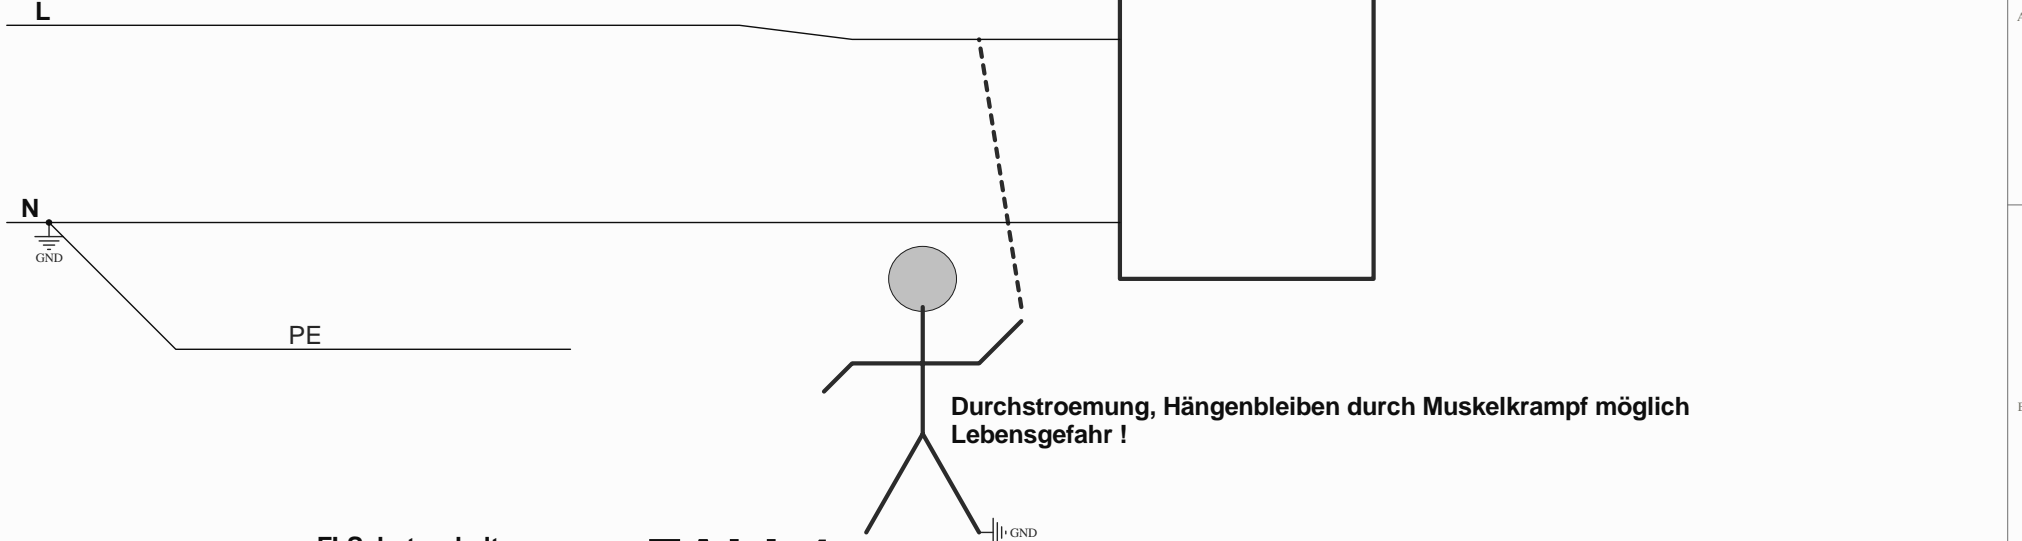 L
N
GND
PE
Durchstroemung, Hängenbleiben durch Muskelkrampf möglich
Lebensgefahr !
GND